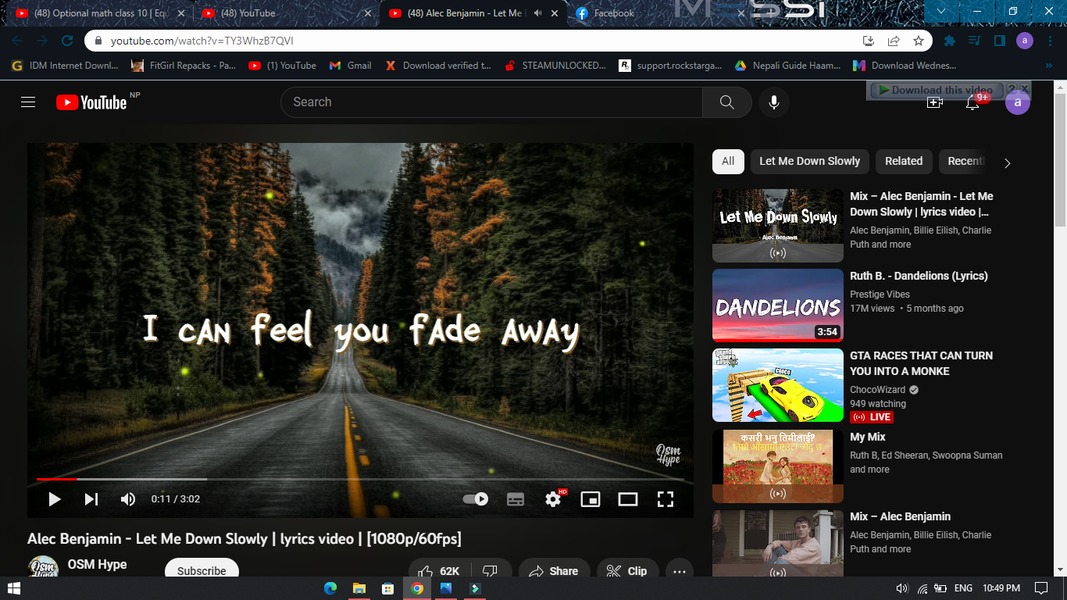 (48) Optional math class 10 | Eq
(48) YouTube
(48) Alec Benjamin - Let Me
Facebook
MESSI
youtube.com/watch?v=TY3WhzB7QVI
a
IDM Internet Downl...
FitGirl Repacks - Pa...
(1) YouTube
Gmail
Download verified t...
STEAMUNLOCKED...
support.rockstarga...
Nepali Guide Haam...
Download Wednes...
Download this video
? X
YouTube NP
Search
9+
a
I CAN feel you fAde AWAy
Osm
Hype
0:11 / 3:02
HD
Alec Benjamin - Let Me Down Slowly | lyrics video | [1080p/60fps]
OSM Hype
Subscribe
62K
Share
Clip
All
Let Me Down Slowly
Related
Recent
Let Me Down Slowly
- Alec Benjamin
Mix – Alec Benjamin - Let Me
Down Slowly | lyrics video |...
Alec Benjamin, Billie Eilish, Charlie
Puth and more
DANDELIONS
3:54
Ruth B. - Dandelions (Lyrics)
Prestige Vibes
17M views • 5 months ago
GTA RACES THAT CAN TURN
YOU INTO A MONKE
ChocoWizard
949 watching
LIVE
कसरी भनु तिमीलाई?
My Mix
Ruth B, Ed Sheeran, Swoopna Suman
and more
Mix – Alec Benjamin
Alec Benjamin, Billie Eilish, Charlie
Puth and more
ENG
10:49 PM